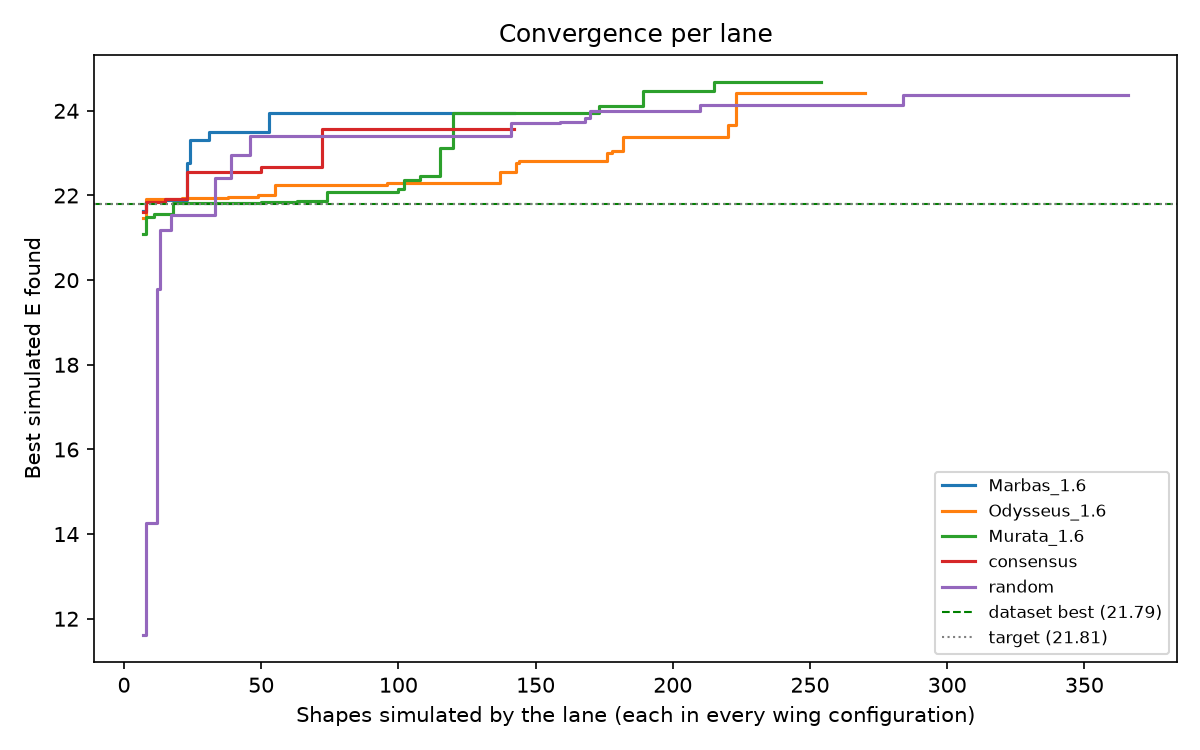 Convergence per lane
Best simulated E found
24
22
20
18
16
14
12
0 50 100 150 200 250 300 350
Shapes simulated by the lane (each in every wing configuration)
Marbas_1.6
Odysseus_1.6
Murata_1.6
consensus
random
dataset best (21.79)
target (21.81)